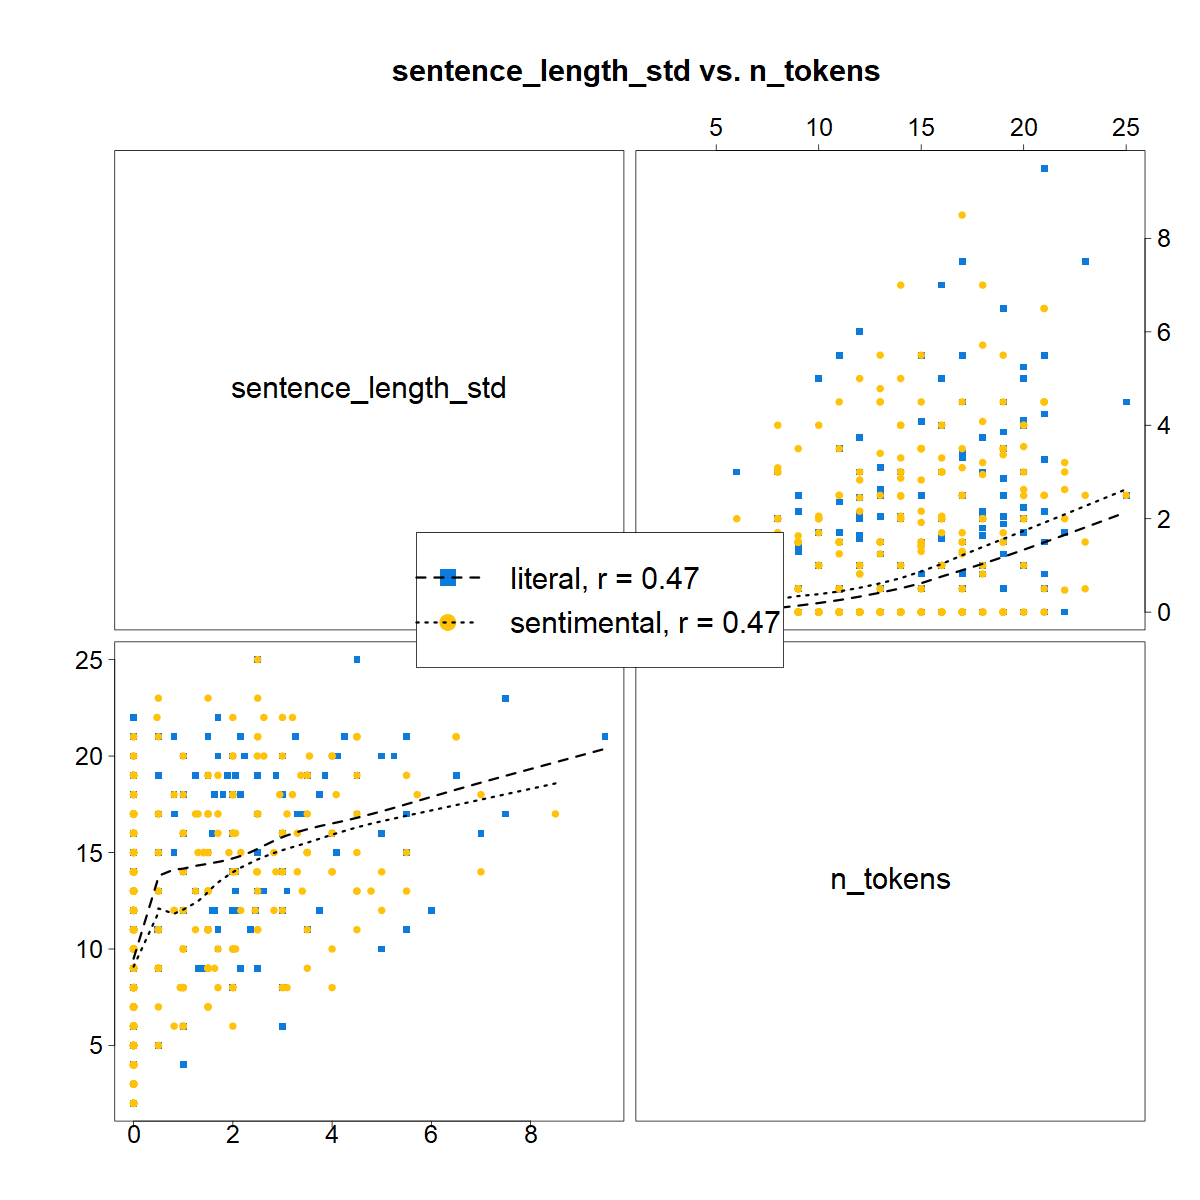 sentence_length_std vs. n_tokens
5 10 15 20 25
8
6
4
2
0
sentence_length_std
literal, r = 0.47
sentimental, r = 0.47
25
20
15
10
5
n_tokens
0 2 4 6 8